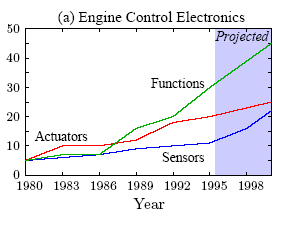 (a) Engine Control Electronics
50
Projected
40
Functions
30
20
Actuators
10
Sensors
0
1980 1983 1986 1989 1992 1995 1998
Year